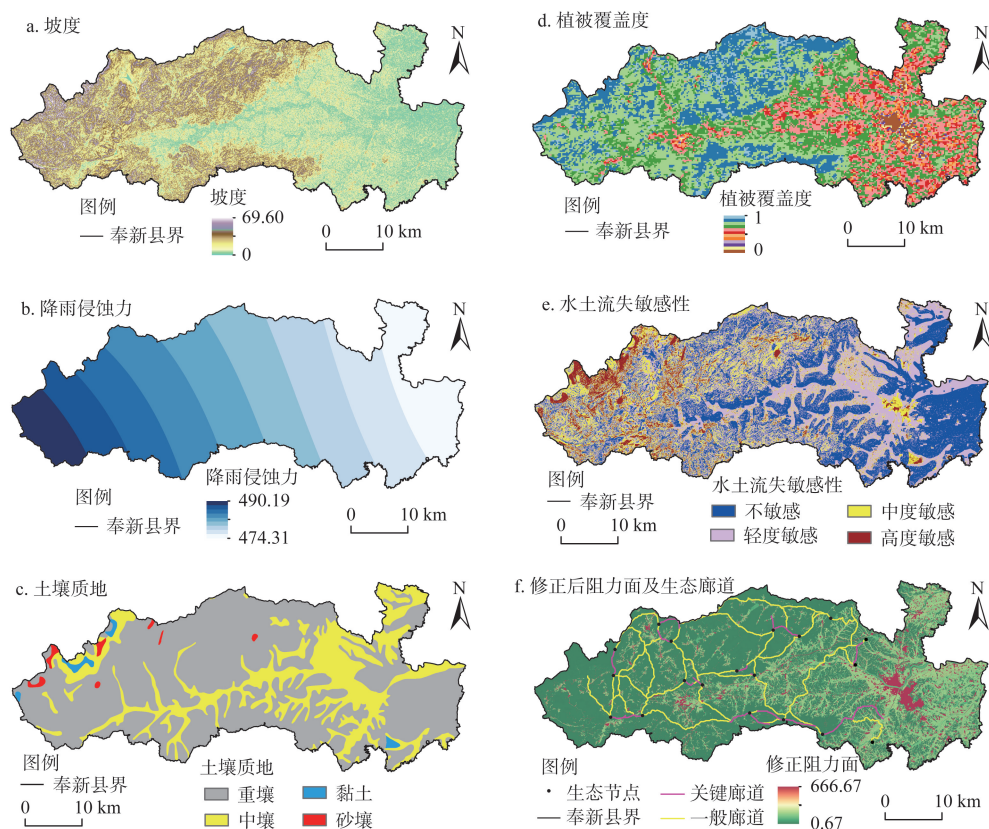 a. 坡度
N
坡度
图例
69.60
0
奉新县界
0 10 km
b. 降雨侵蚀力
N
降雨侵蚀力
图例
490.19
474.31
奉新县界
0 10 km
c. 土壤质地
N
图例
土壤质地
奉新县界
重壤
黏土
0 10 km
中壤
砂壤
d. 植被覆盖度
N
植被覆盖度
图例
1
0
奉新县界
0 10 km
e. 水土流失敏感性
N
图例
水土流失敏感性
奉新县界
不敏感
中度敏感
0 10 km
轻度敏感
高度敏感
f. 修正后阻力面及生态廊道
N
图例
修正阻力面
生态节点
关键廊道
666.67
奉新县界
一般廊道
0.67
0 10 km